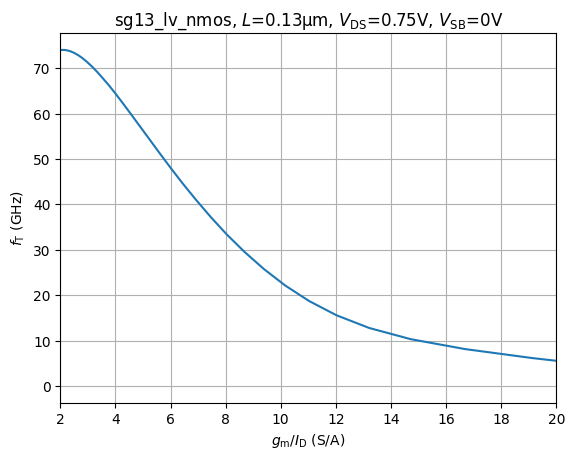 sg13_lv_nmos, L=0.13μm, V_DS=0.75V, V_SB=0V
f_T (GHz)
70
60
50
40
30
20
10
0
2 4 6 8 10 12 14 16 18 20
g_m/I_D (S/A)